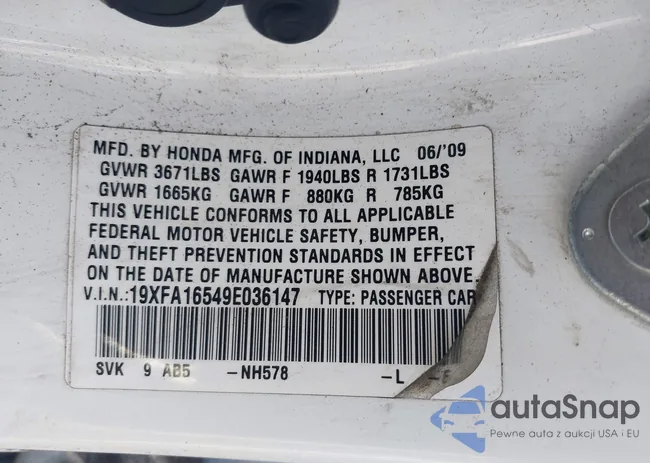 MFD. BY HONDA MFG. OF INDIANA, LLC 06/'09
GVWR 3671LBS GAWR F 1940LBS R 1731LBS
GVWR 1665KG GAWR F 880KG R 785KG
THIS VEHICLE CONFORMS TO ALL APPLICABLE
FEDERAL MOTOR VEHICLE SAFETY, BUMPER,
AND THEFT PREVENTION STANDARDS IN EFFECT
ON THE DATE OF MANUFACTURE SHOWN ABOVE.
V.I.N.:19XFA16549E036147 TYPE: PASSENGER CAR
SVK 9 AB5 -NH578 -L
autaSnap
Pewne auta z aukcji USA i EU